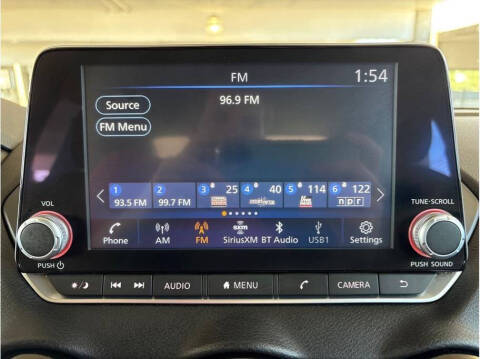 FM
1:54
Source
96.9 FM
FM Menu
1 2 3 25 4 40 5 114 6 122
93.5 FM 99.7 FM npr
VOL
TUNE·SCROLL
Phone AM FM SiriusXM BT Audio USB1 Settings
sxm
PUSH
PUSH SOUND
AUDIO MENU CAMERA